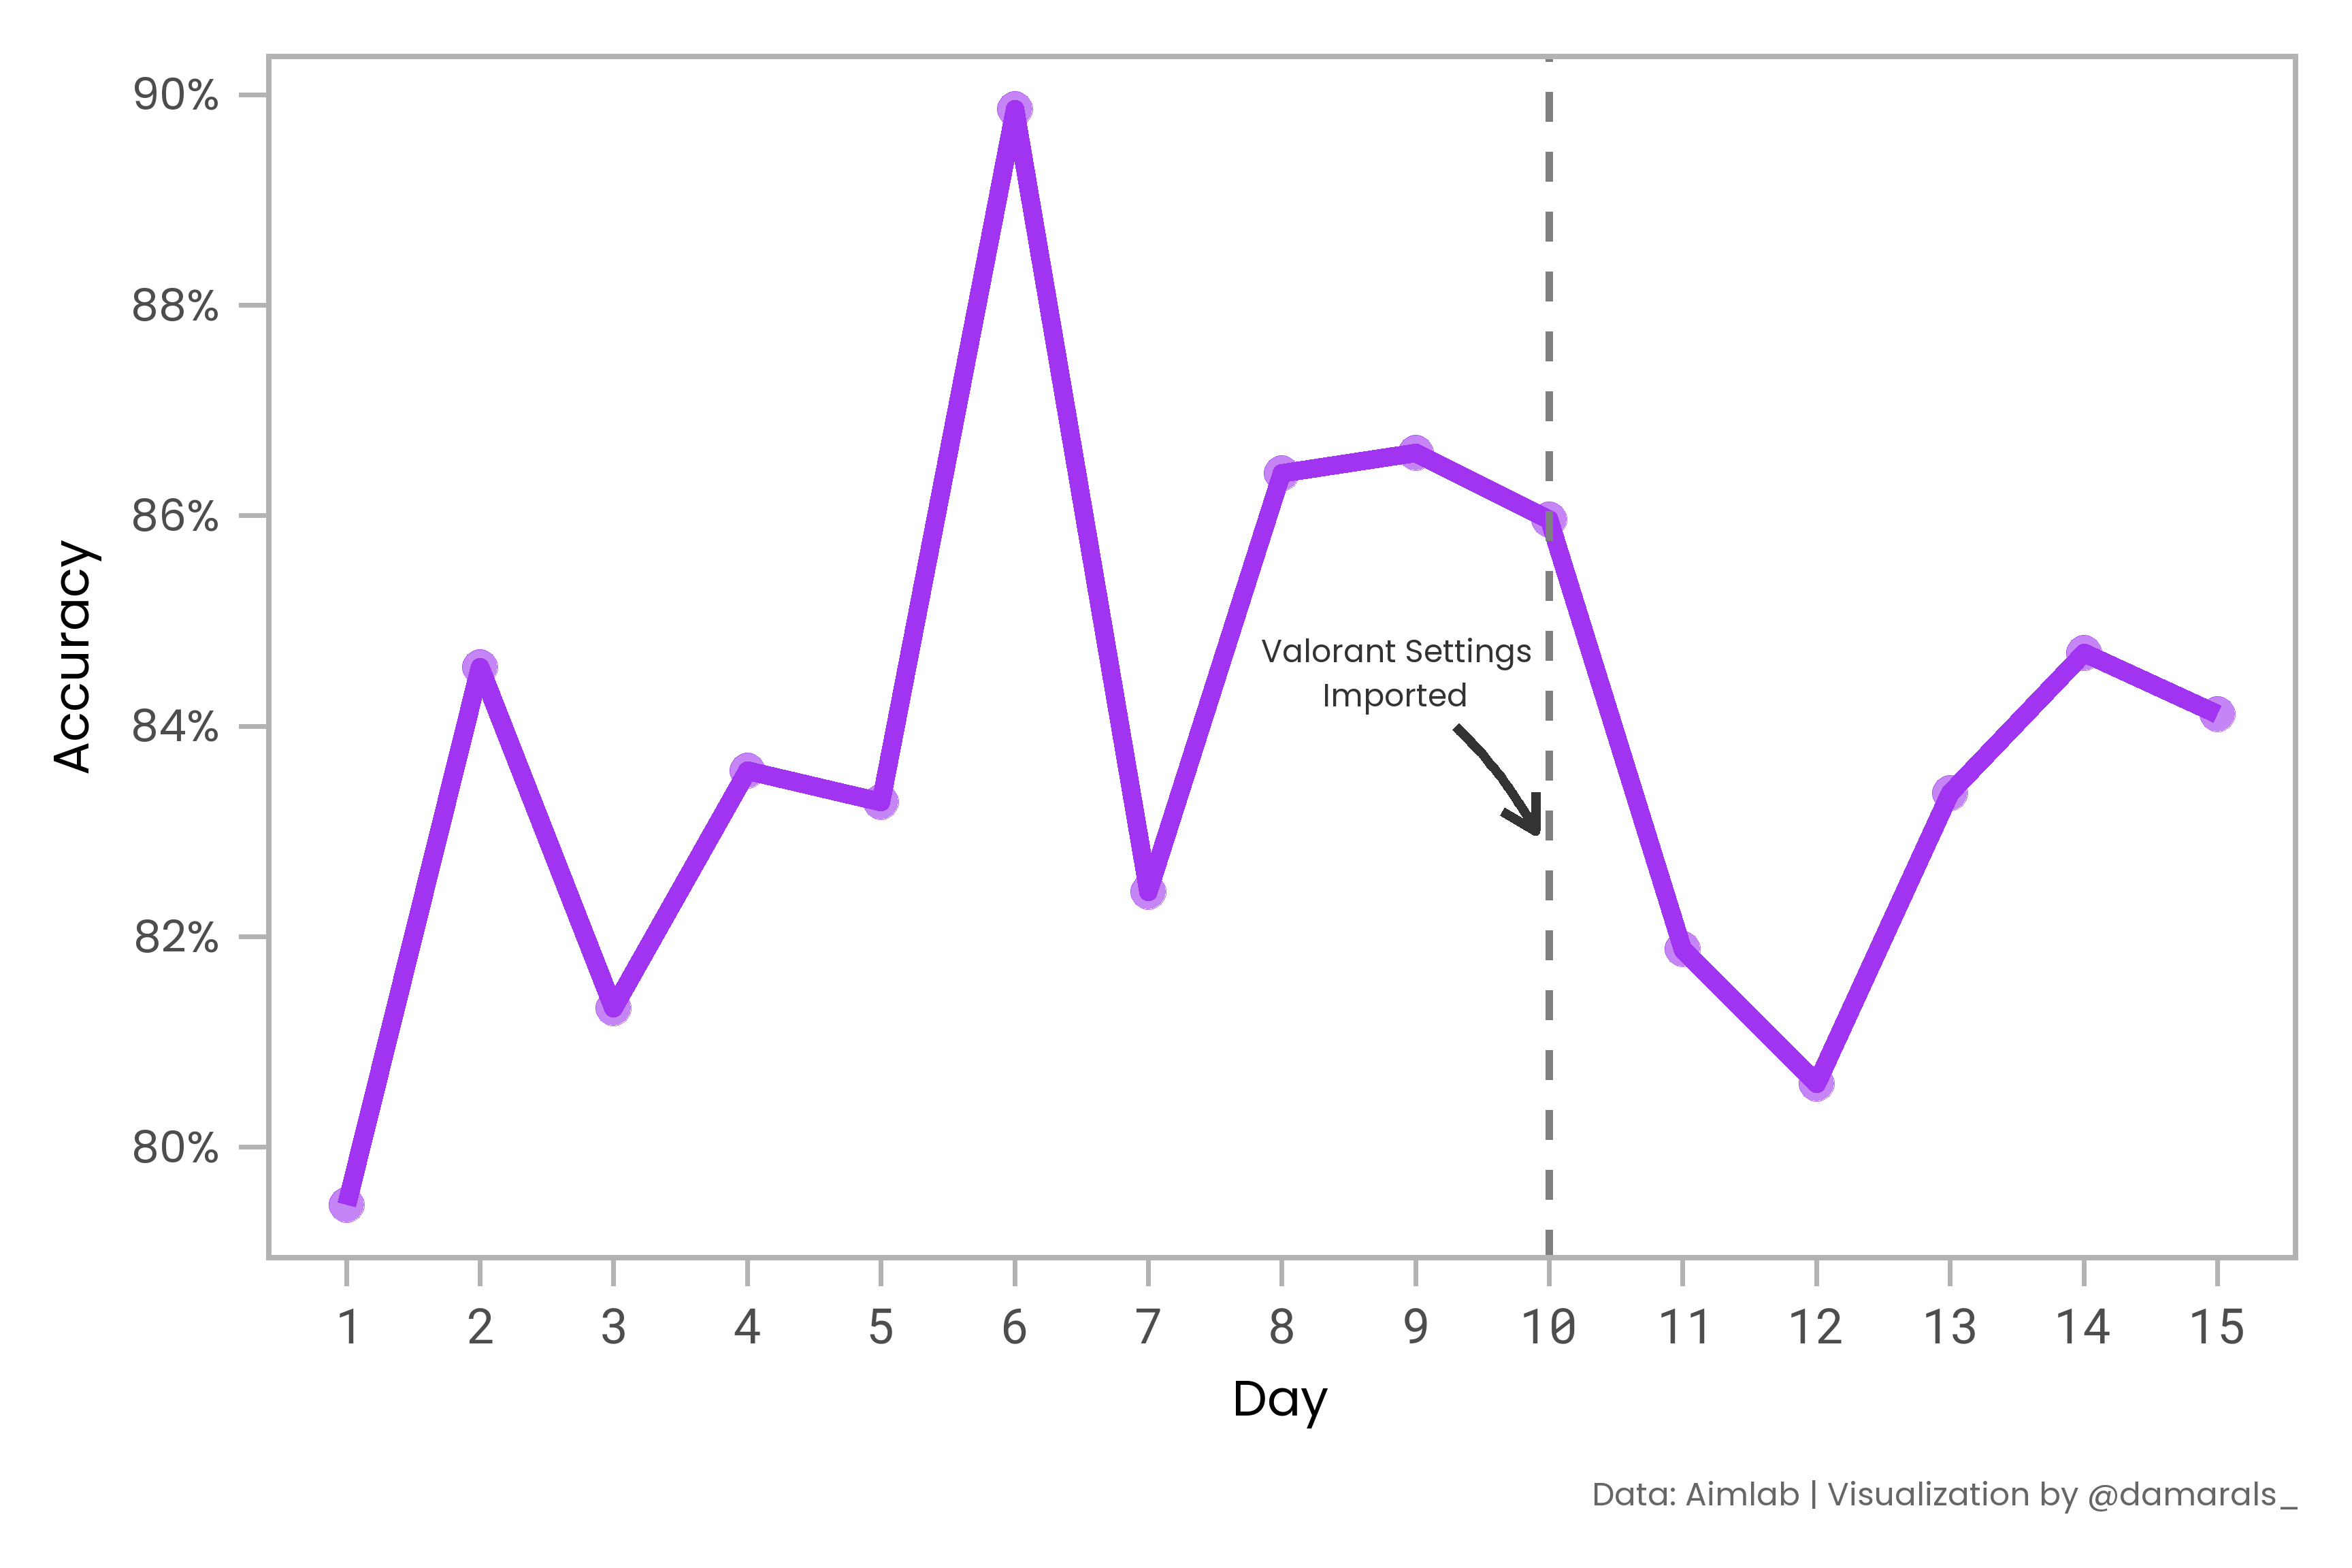 90%
88%
86%
84%
82%
80%
Accuracy
Valorant Settings
Imported
1 2 3 4 5 6 7 8 9 10 11 12 13 14 15
Day
Data: Aimlab | Visualization by @damarals_